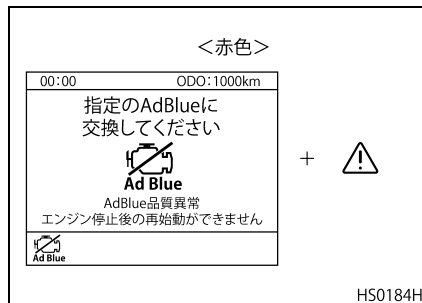 ＜赤色＞
00:00 ODO:1000km
指定のAdBlueに
交換してください
Ad Blue
AdBlue品質異常
エンジン停止後の再始動ができません
Ad Blue
+
HS0184H